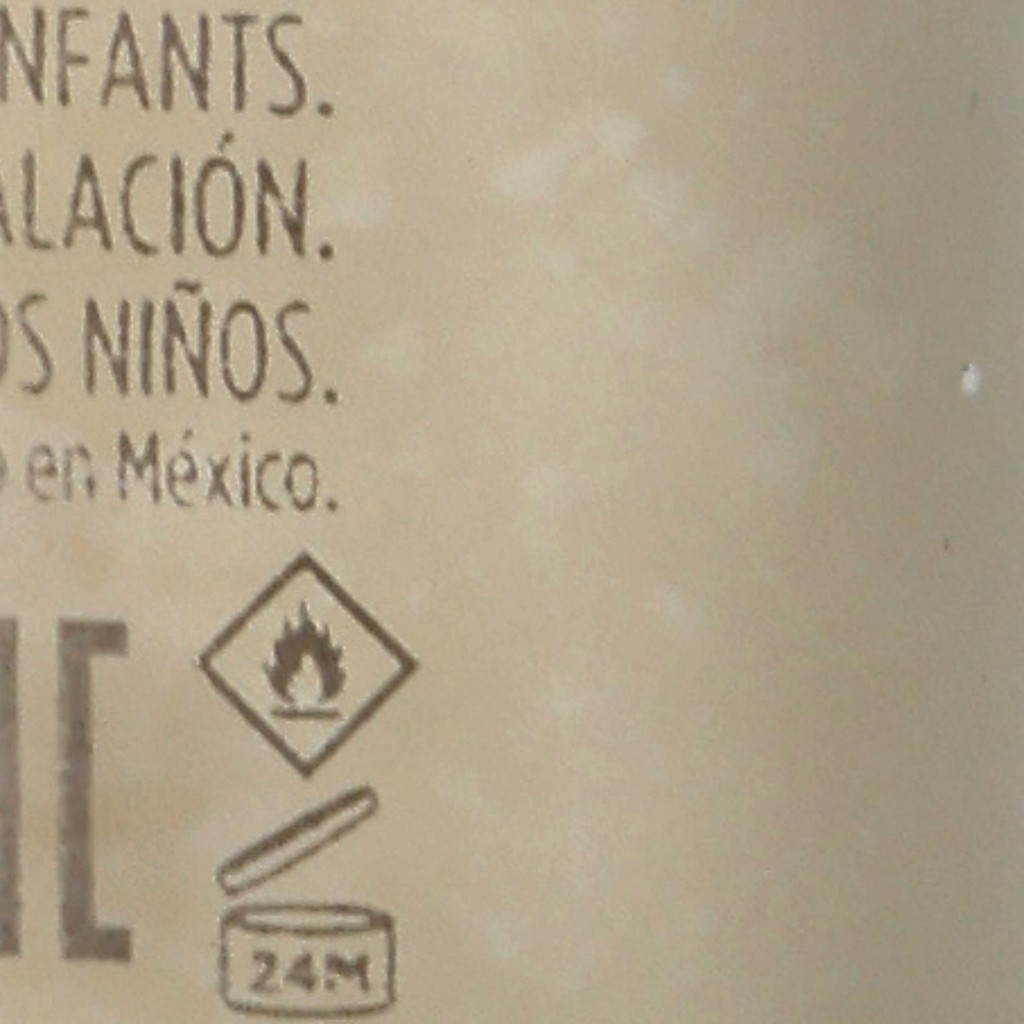 NFANTS.
ALACIÓN.
OS NIÑOS.
en México.
24M